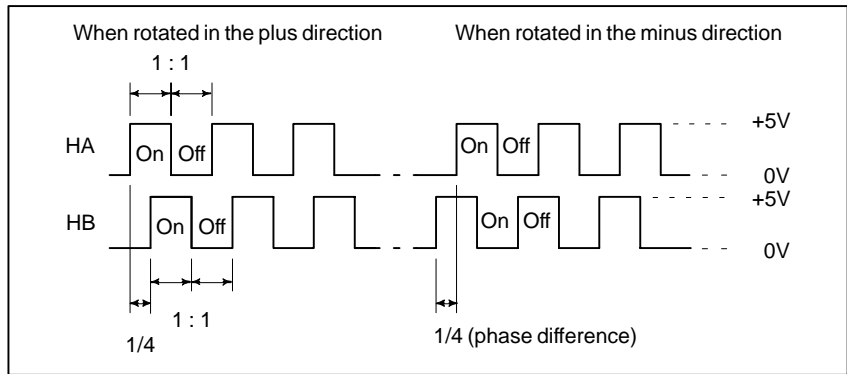 When rotated in the plus direction
When rotated in the minus direction
1 : 1
HA
On
Off
On
Off
+5V
0V
HB
On
Off
On
Off
+5V
0V
1 : 1
1/4
1/4 (phase difference)